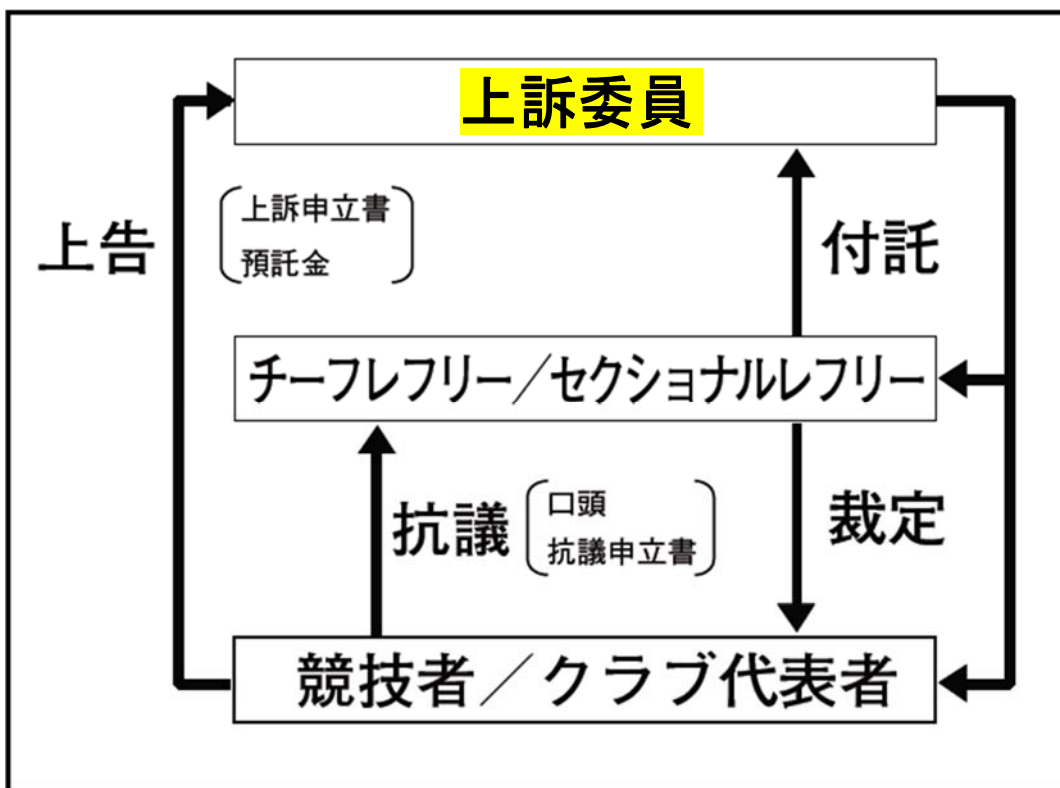 上訴委員
上訴申立書
預託金
上告
付託
チーフレフリー／セクショナルレフリー
抗議
口頭
抗議申立書
裁定
競技者／クラブ代表者